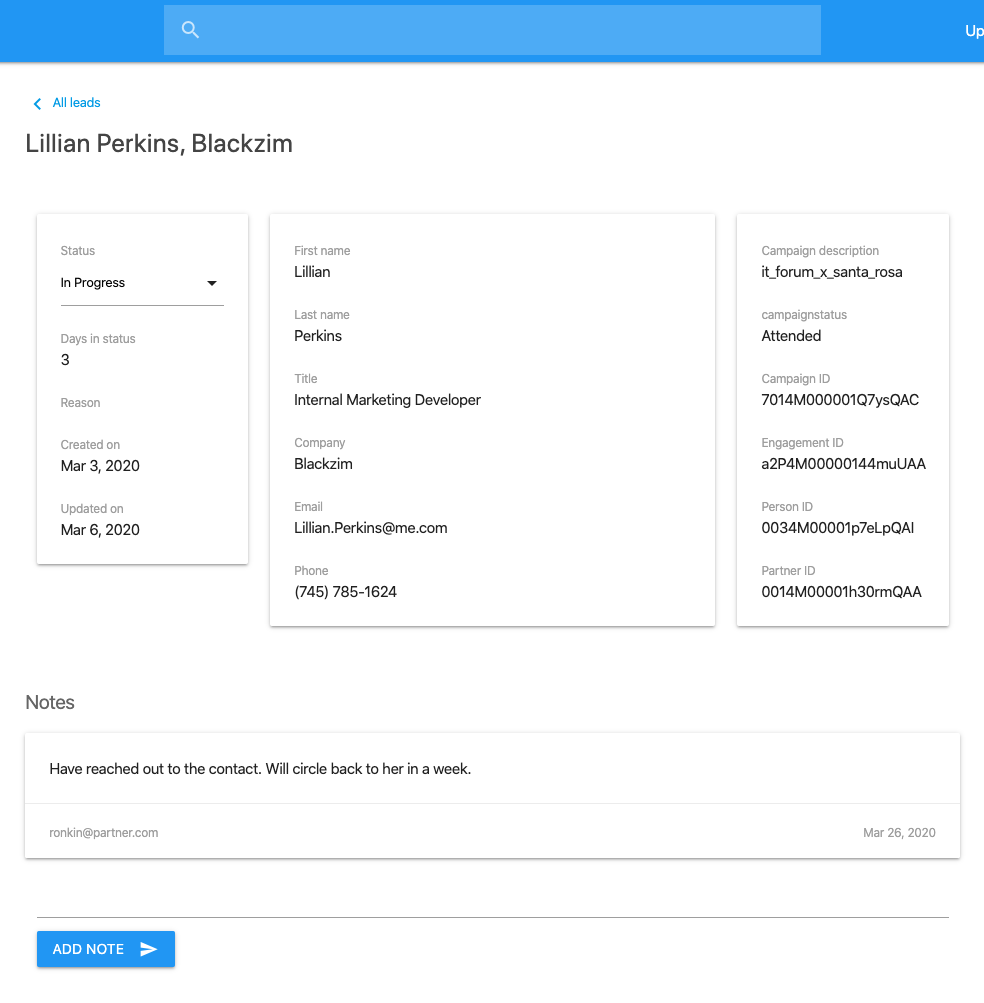 Up
All leads
Lillian Perkins, Blackzim
Status
In Progress
Days in status
3
Reason
Created on
Mar 3, 2020
Updated on
Mar 6, 2020
First name
Lillian
Last name
Perkins
Title
Internal Marketing Developer
Company
Blackzim
Email
Lillian.Perkins@me.com
Phone
(745) 785-1624
Campaign description
it_forum_x_santa_rosa
campaignstatus
Attended
Campaign ID
7014M000001Q7ysQAC
Engagement ID
a2P4M00000144muUAA
Person ID
0034M00001p7eLpQAI
Partner ID
0014M00001h30rmQAA
Notes
Have reached out to the contact. Will circle back to her in a week.
ronkin@partner.com
Mar 26, 2020
ADD NOTE